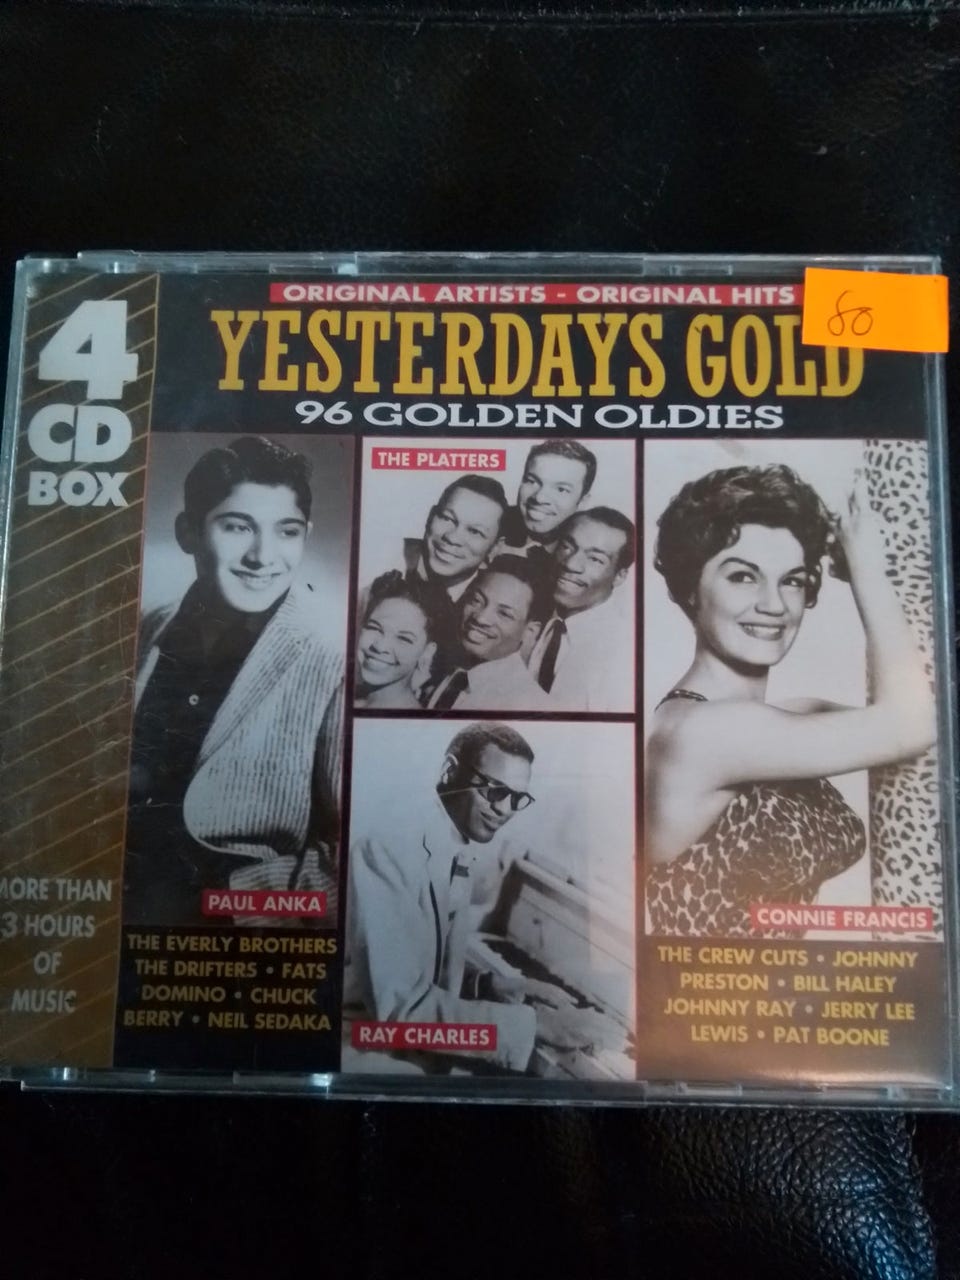 ORIGINAL ARTISTS - ORIGINAL HITS
80
YESTERDAYS GOLD
96 GOLDEN OLDIES
4
CD
BOX
MORE THAN
3 HOURS
OF
MUSIC
THE PLATTERS
PAUL ANKA
CONNIE FRANCIS
RAY CHARLES
THE EVERLY BROTHERS
THE DRIFTERS • FATS
DOMINO • CHUCK
BERRY • NEIL SEDAKA
THE CREW CUTS • JOHNNY
PRESTON • BILL HALEY
JOHNNY RAY • JERRY LEE
LEWIS • PAT BOONE